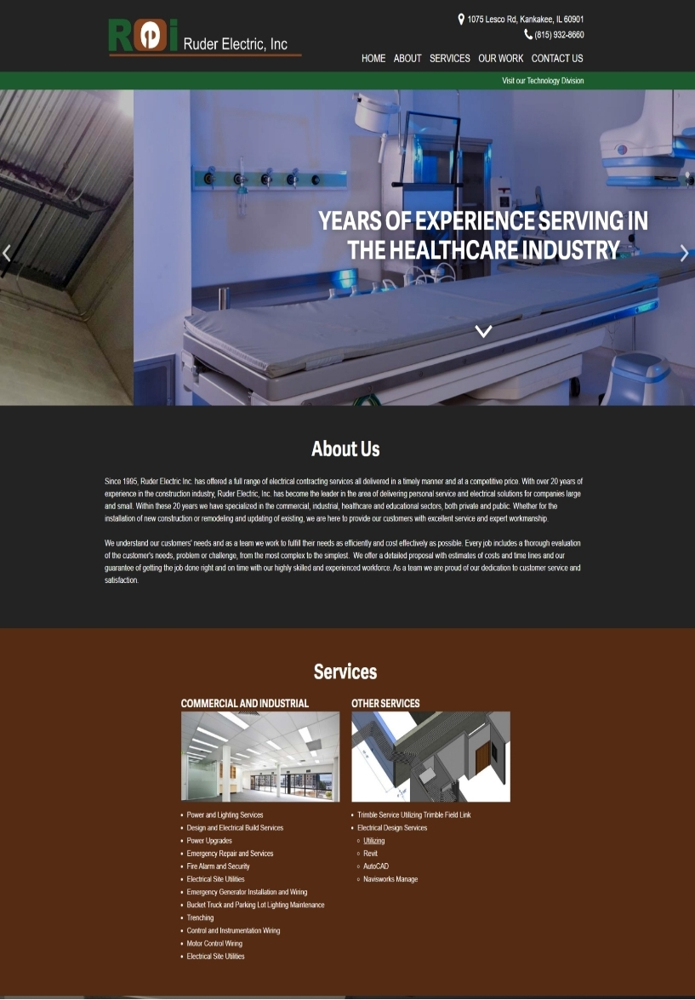 1075 Lesco Rd, Kankakee, IL 60901
(815) 932-8660
Rei Ruder Electric, Inc
HOME ABOUT SERVICES OUR WORK CONTACT US
Visit our Technology Division
YEARS OF EXPERIENCE SERVING IN
THE HEALTHCARE INDUSTRY
About Us
Since 1995, Ruder Electric Inc. has offered a full range of electrical contracting services all delivered in a timely manner and at a competitive price. With over 20 years of
experience in the construction industry, Ruder Electric, Inc. has become the leader in the area of delivering personal service and electrical solutions for companies large
and small. Within these 20 years we have specialized in the commercial, industrial, healthcare and educational sectors, both private and public. Whether for the
installation of new construction or remodeling and updating of existing, we are here to provide our customers with excellent service and expert workmanship.
We understand our customers' needs and as a team we work to fulfill their needs as efficiently and cost effectively as possible. Every job includes a thorough evaluation
of the customer's needs, problem or challenge, from the most complex to the simplest. We offer a detailed proposal with estimates of costs and time lines and our
guarantee of getting the job done right and on time with our highly skilled and experienced workforce. As a team we are proud of our dedication to customer service and
satisfaction.
Services
COMMERCIAL AND INDUSTRIAL
Power and Lighting Services
Design and Electrical Build Services
Power Upgrades
Emergency Repair and Services
Fire Alarm and Security
Electrical Site Utilities
Emergency Generator Installation and Wiring
Bucket Truck and Parking Lot Lighting Maintenance
Trenching
Control and Instrumentation Wiring
Motor Control Wiring
Electrical Site Utilities
OTHER SERVICES
Trimble Service Utilizing Trimble Field Link
Electrical Design Services
Utilizing
Revit
AutoCAD
Navisworks Manage